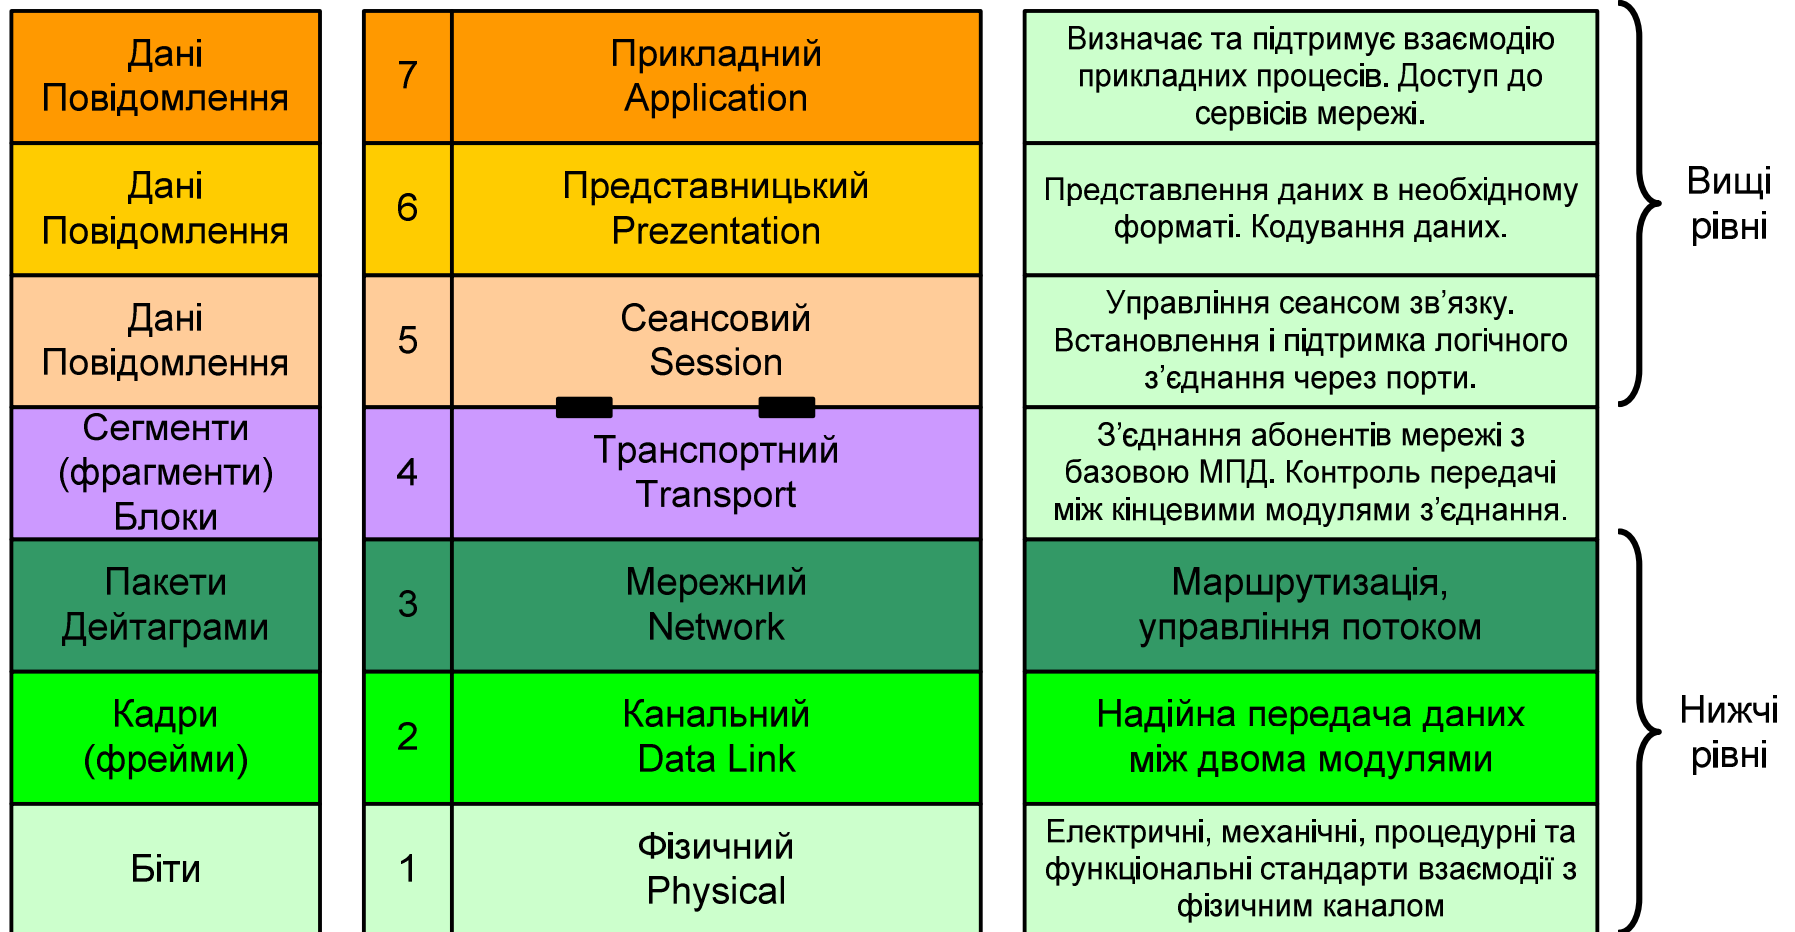 Дані
Повідомлення
7
Прикладний
Application
Визначає та підтримує взаємодію
прикладних процесів. Доступ до
сервісів мережі.
Дані
Повідомлення
6
Представницький
Prezentation
Представлення даних в необхідному
форматі. Кодування даних.
Вищі
рівні
Дані
Повідомлення
5
Сеансовий
Session
Управління сеансом зв’язку.
Встановлення і підтримка логічного
з’єднання через порти.
Сегменти
(фрагменти)
Блоки
4
Транспортний
Transport
З’єднання абонентів мережі з
базовою МПД. Контроль передачі
між кінцевими модулями з’єднання.
Пакети
Дейтаграми
3
Мережний
Network
Маршрутизація,
управління потоком
Кадри
(фрейми)
2
Канальний
Data Link
Надійна передача даних
між двома модулями
Нижчі
рівні
Біти
1
Фізичний
Physical
Електричні, механічні, процедурні та
функціональні стандарти взаємодії з
фізичним каналом